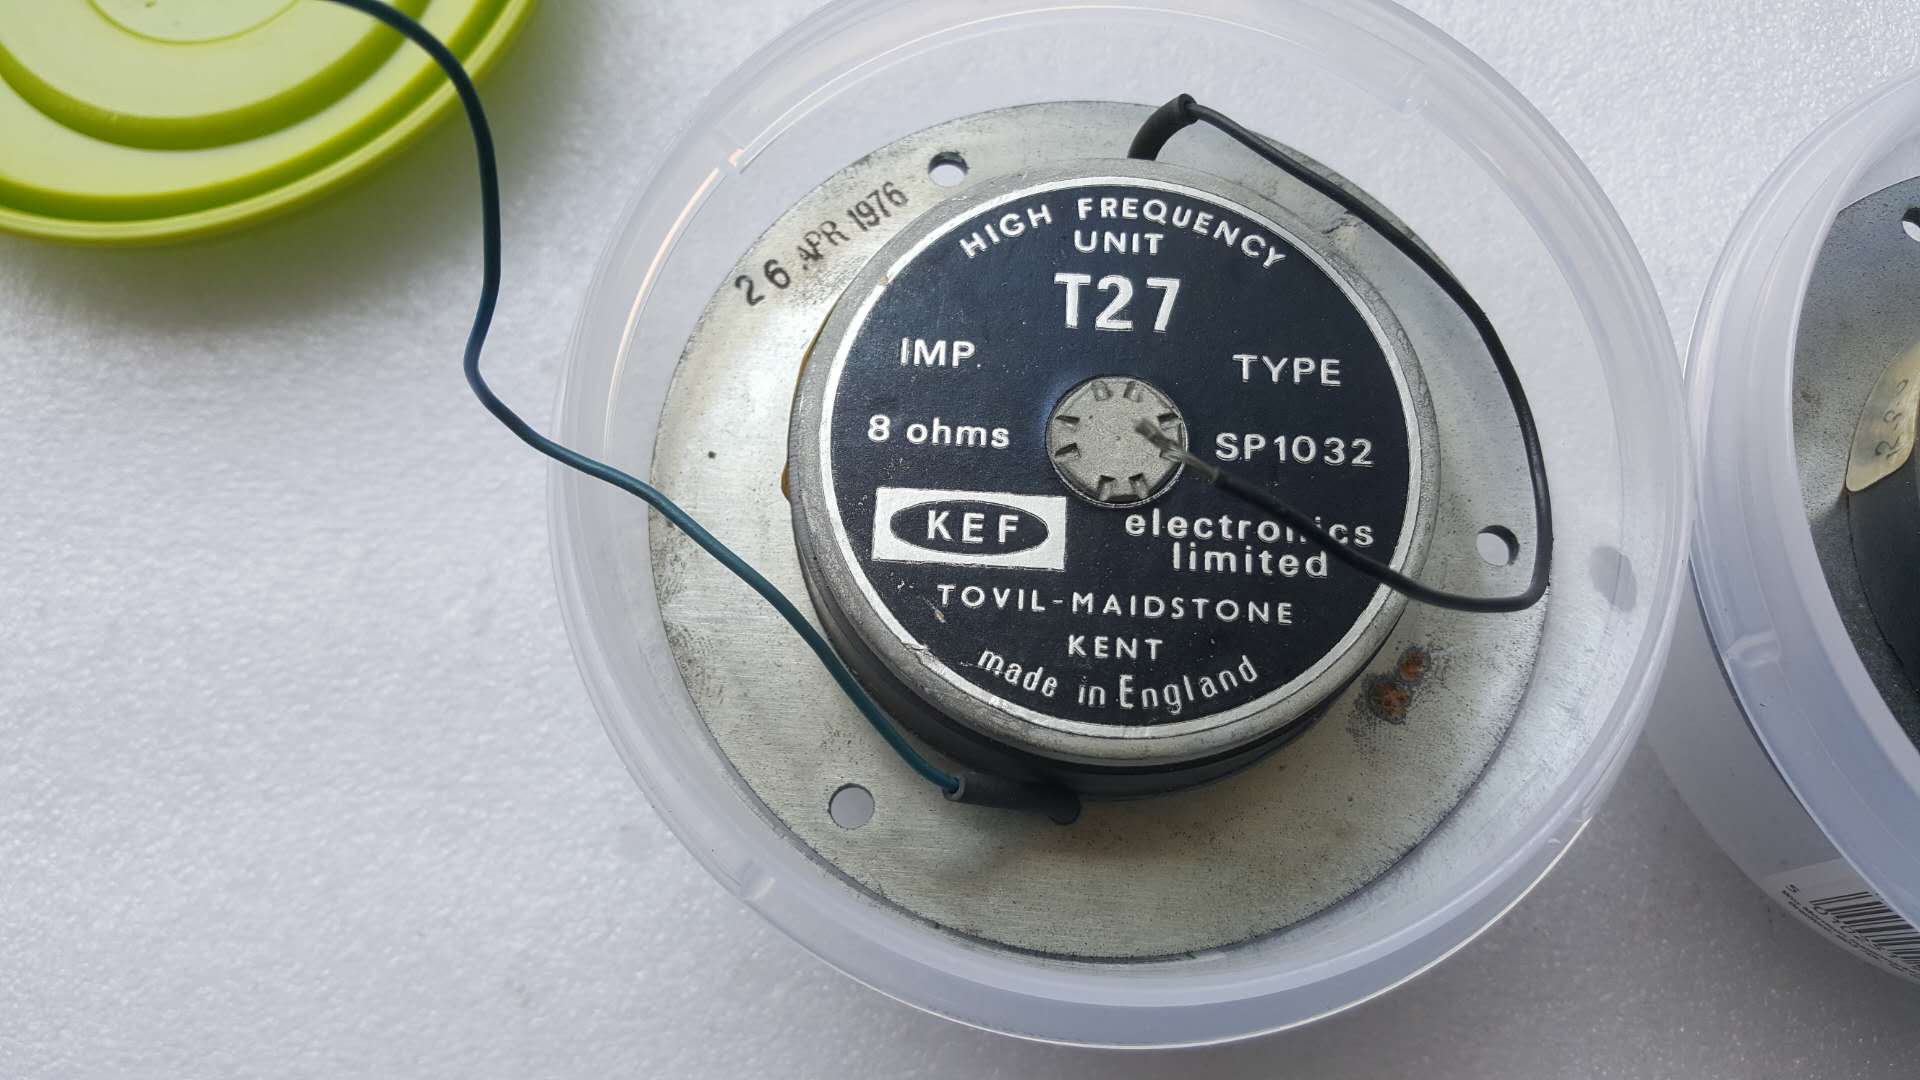 26 APR 1976
HIGH FREQUENCY
UNIT
T27
IMP.
TYPE
8 ohms
SP1032
KEF
electronics
limited
TOVIL-MAIDSTONE
KENT
made in England